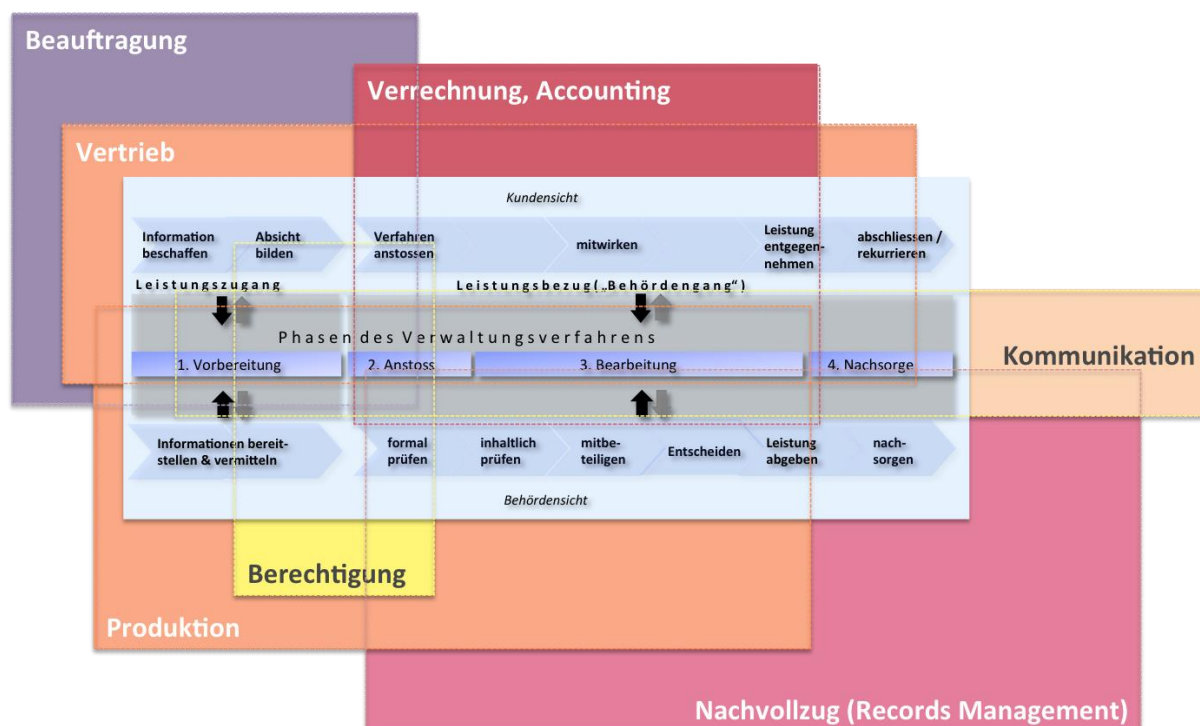 Beauftragung
Verrechnung, Accounting
Vertrieb
Kundensicht
Information
beschaffen
Absicht
bilden
Verfahren
anstossen
mitwirken
Leistung
entgegen-
nehmen
abschliessen /
rekurrieren
Leistungszugang
Leistungsbezug („Behördengang“)
Phasen des Verwaltungsverfahrens
1. Vorbereitung
2. Anstoss
3. Bearbeitung
4. Nachsorge
Kommunikation
Informationen bereit-
stellen & vermitteln
formal
prüfen
inhaltlich
prüfen
mitbe-
teiligen
Entscheiden
Leistung
abgeben
nach-
sorgen
Behördensicht
Berechtigung
Produktion
Nachvollzug (Records Management)